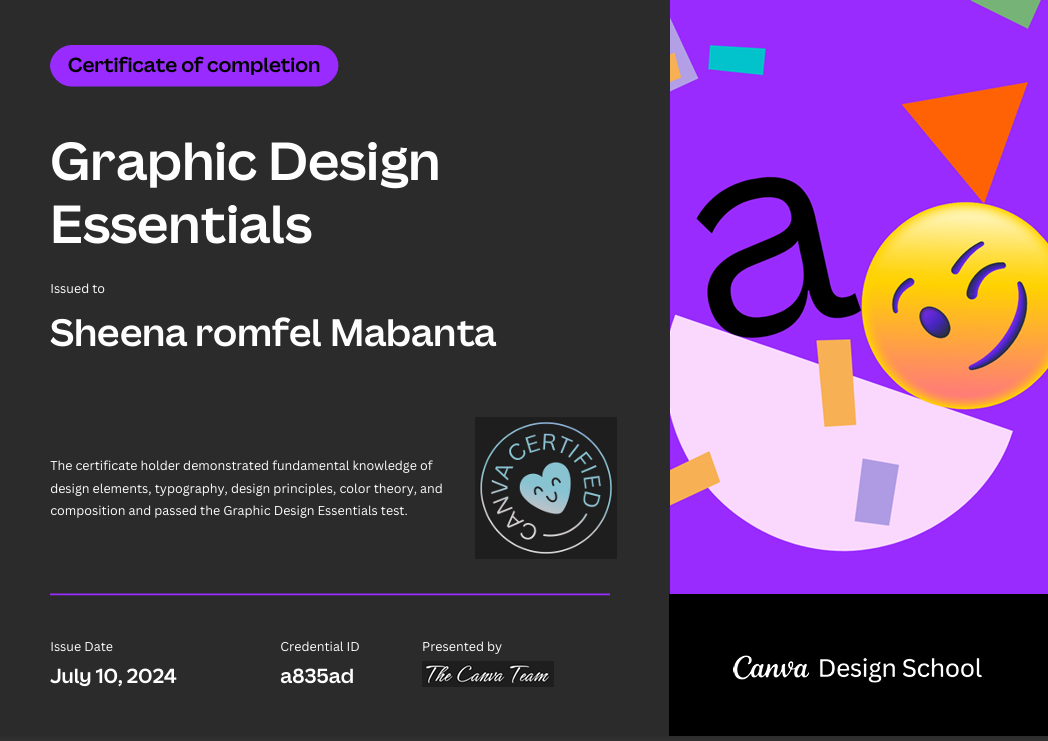 Certificate of completion
Graphic Design
Essentials
Issued to
Sheena romfel Mabanta
The certificate holder demonstrated fundamental knowledge of
design elements, typography, design principles, color theory, and
composition and passed the Graphic Design Essentials test.
CANVA CERTIFIED
Issue Date
July 10, 2024
Credential ID
a835ad
Presented by
The Canva Team
a
Canva Design School